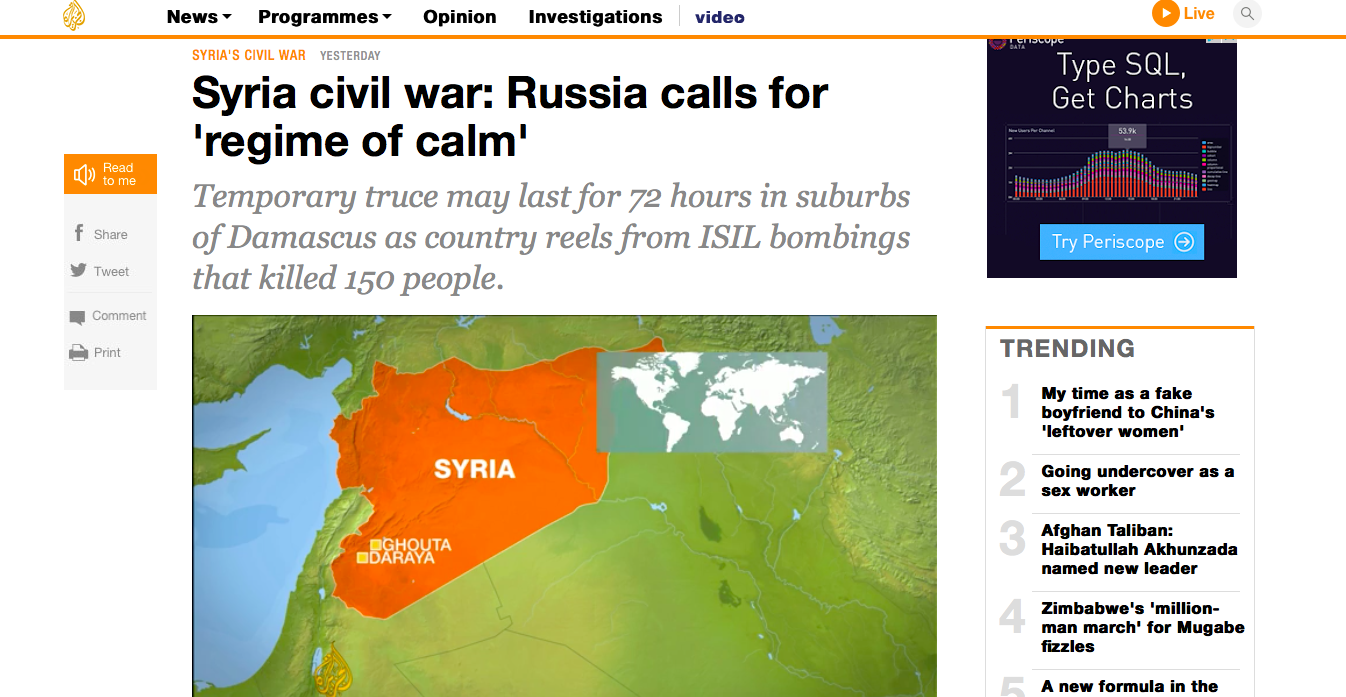 News Programmes Opinion Investigations video Live
SYRIA'S CIVIL WAR YESTERDAY
Syria civil war: Russia calls for
'regime of calm'
Temporary truce may last for 72 hours in suburbs
of Damascus as country reels from ISIL bombings
that killed 150 people.
Read
to me
Share
Tweet
Comment
Print
SYRIA
GHOUTA
DARAYA
Periscope
DATA
Type SQL,
Get Charts
New Users Per Channel
53.9k
Try Periscope
TRENDING
1 My time as a fake
boyfriend to China's
'leftover women'
2 Going undercover as a
sex worker
3 Afghan Taliban:
Haibatullah Akhunzada
named new leader
4 Zimbabwe's 'million-
man march' for Mugabe
fizzles
5 A new formula in the